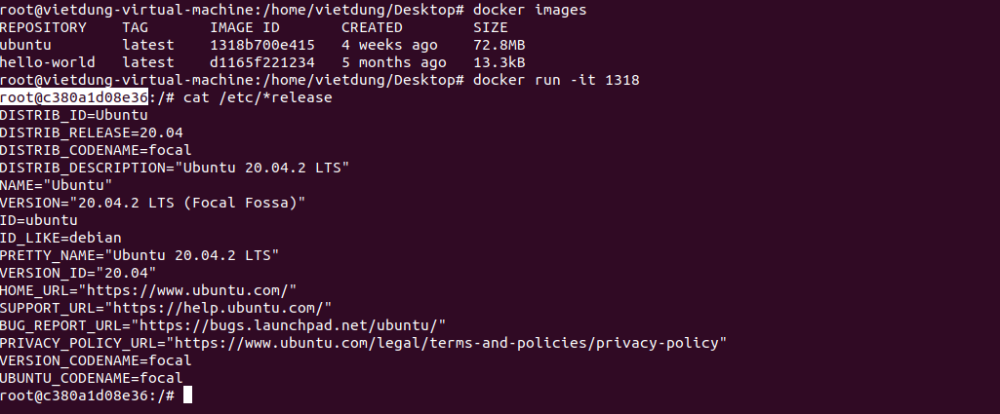 root@vietdung-virtual-machine:/home/vietdung/Desktop# docker images
REPOSITORY    TAG       IMAGE ID       CREATED        SIZE
ubuntu        latest    1318b700e415   4 weeks ago    72.8MB
hello-world   latest    d1165f221234   5 months ago   13.3kB
root@vietdung-virtual-machine:/home/vietdung/Desktop# docker run -it 1318
root@c380a1d08e36:/# cat /etc/*release
DISTRIB_ID=Ubuntu
DISTRIB_RELEASE=20.04
DISTRIB_CODENAME=focal
DISTRIB_DESCRIPTION="Ubuntu 20.04.2 LTS"
NAME="Ubuntu"
VERSION="20.04.2 LTS (Focal Fossa)"
ID=ubuntu
ID_LIKE=debian
PRETTY_NAME="Ubuntu 20.04.2 LTS"
VERSION_ID="20.04"
HOME_URL="https://www.ubuntu.com/"
SUPPORT_URL="https://help.ubuntu.com/"
BUG_REPORT_URL="https://bugs.launchpad.net/ubuntu/"
PRIVACY_POLICY_URL="https://www.ubuntu.com/legal/terms-and-policies/privacy-policy"
VERSION_CODENAME=focal
UBUNTU_CODENAME=focal
root@c380a1d08e36:/#